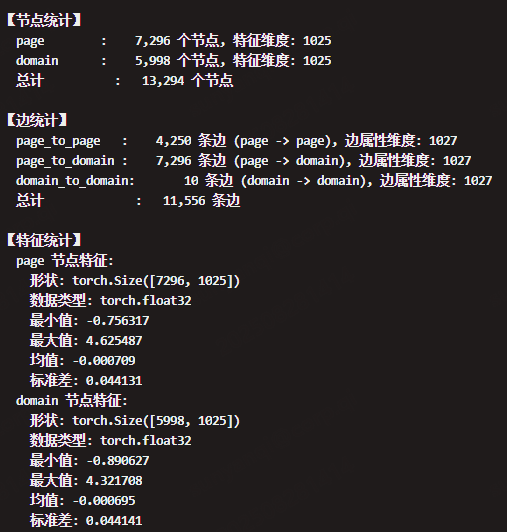 【节点统计】
page : 7,296 个节点, 特征维度: 1025
domain : 5,998 个节点, 特征维度: 1025
总计 : 13,294 个节点
【边统计】
page_to_page : 4,250 条边 (page -> page), 边属性维度: 1027
page_to_domain : 7,296 条边 (page -> domain), 边属性维度: 1027
domain_to_domain: 10 条边 (domain -> domain), 边属性维度: 1027
总计 : 11,556 条边
【特征统计】
page 节点特征:
形状: torch.Size([7296, 1025])
数据类型: torch.float32
最小值: -0.756317
最大值: 4.625487
均值: -0.000709
标准差: 0.044131
domain 节点特征:
形状: torch.Size([5998, 1025])
数据类型: torch.float32
最小值: -0.890627
最大值: 4.321708
均值: -0.000695
标准差: 0.044141